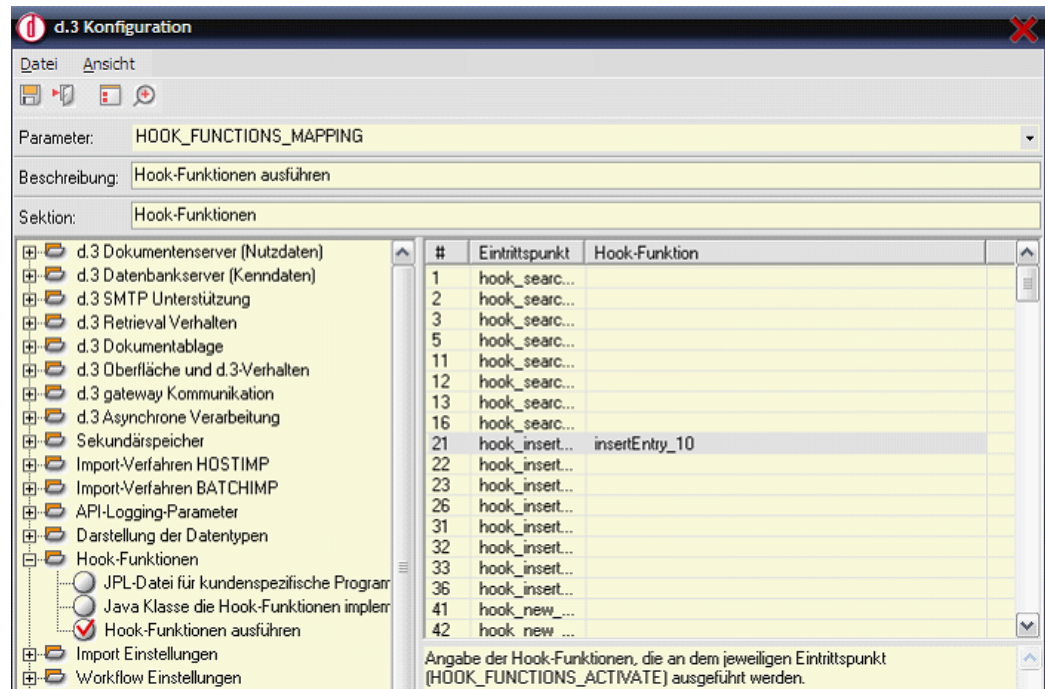 d.3 Konfiguration
Datei Ansicht
Parameter: HOOK_FUNCTIONS_MAPPING
Beschreibung: Hook-Funktionen ausführen
Sektion: Hook-Funktionen
d.3 Dokumentenserver (Nutzdaten)
d.3 Datenbankserver (Kenndaten)
d.3 SMTP Unterstützung
d.3 Retrieval Verhalten
d.3 Dokumentablage
d.3 Oberfläche und d.3-Verhalten
d.3 gateway Kommunikation
d.3 Asynchrone Verarbeitung
Sekundärspeicher
Import-Verfahren HOSTIMP
Import-Verfahren BATCHIMP
API-Logging-Parameter
Darstellung der Datentypen
Hook-Funktionen
JPL-Datei für kundenspezifische Program
Java Klasse die Hook-Funktionen implem
Hook-Funktionen ausführen
Import Einstellungen
Workflow Einstellungen
# Eintrittspunkt Hook-Funktion
1 hook_searc...
2 hook_searc...
3 hook_searc...
5 hook_searc...
11 hook_searc...
12 hook_searc...
13 hook_searc...
16 hook_searc...
21 hook_insert... insertEntry_10
22 hook_insert...
23 hook_insert...
26 hook_insert...
31 hook_insert...
32 hook_insert...
33 hook_insert...
36 hook_insert...
41 hook_new_...
42 hook_new_...
Angabe der Hook-Funktionen, die an dem jeweiligen Eintrittspunkt
(HOOK_FUNCTIONS_ACTIVATE) ausgeführt werden.